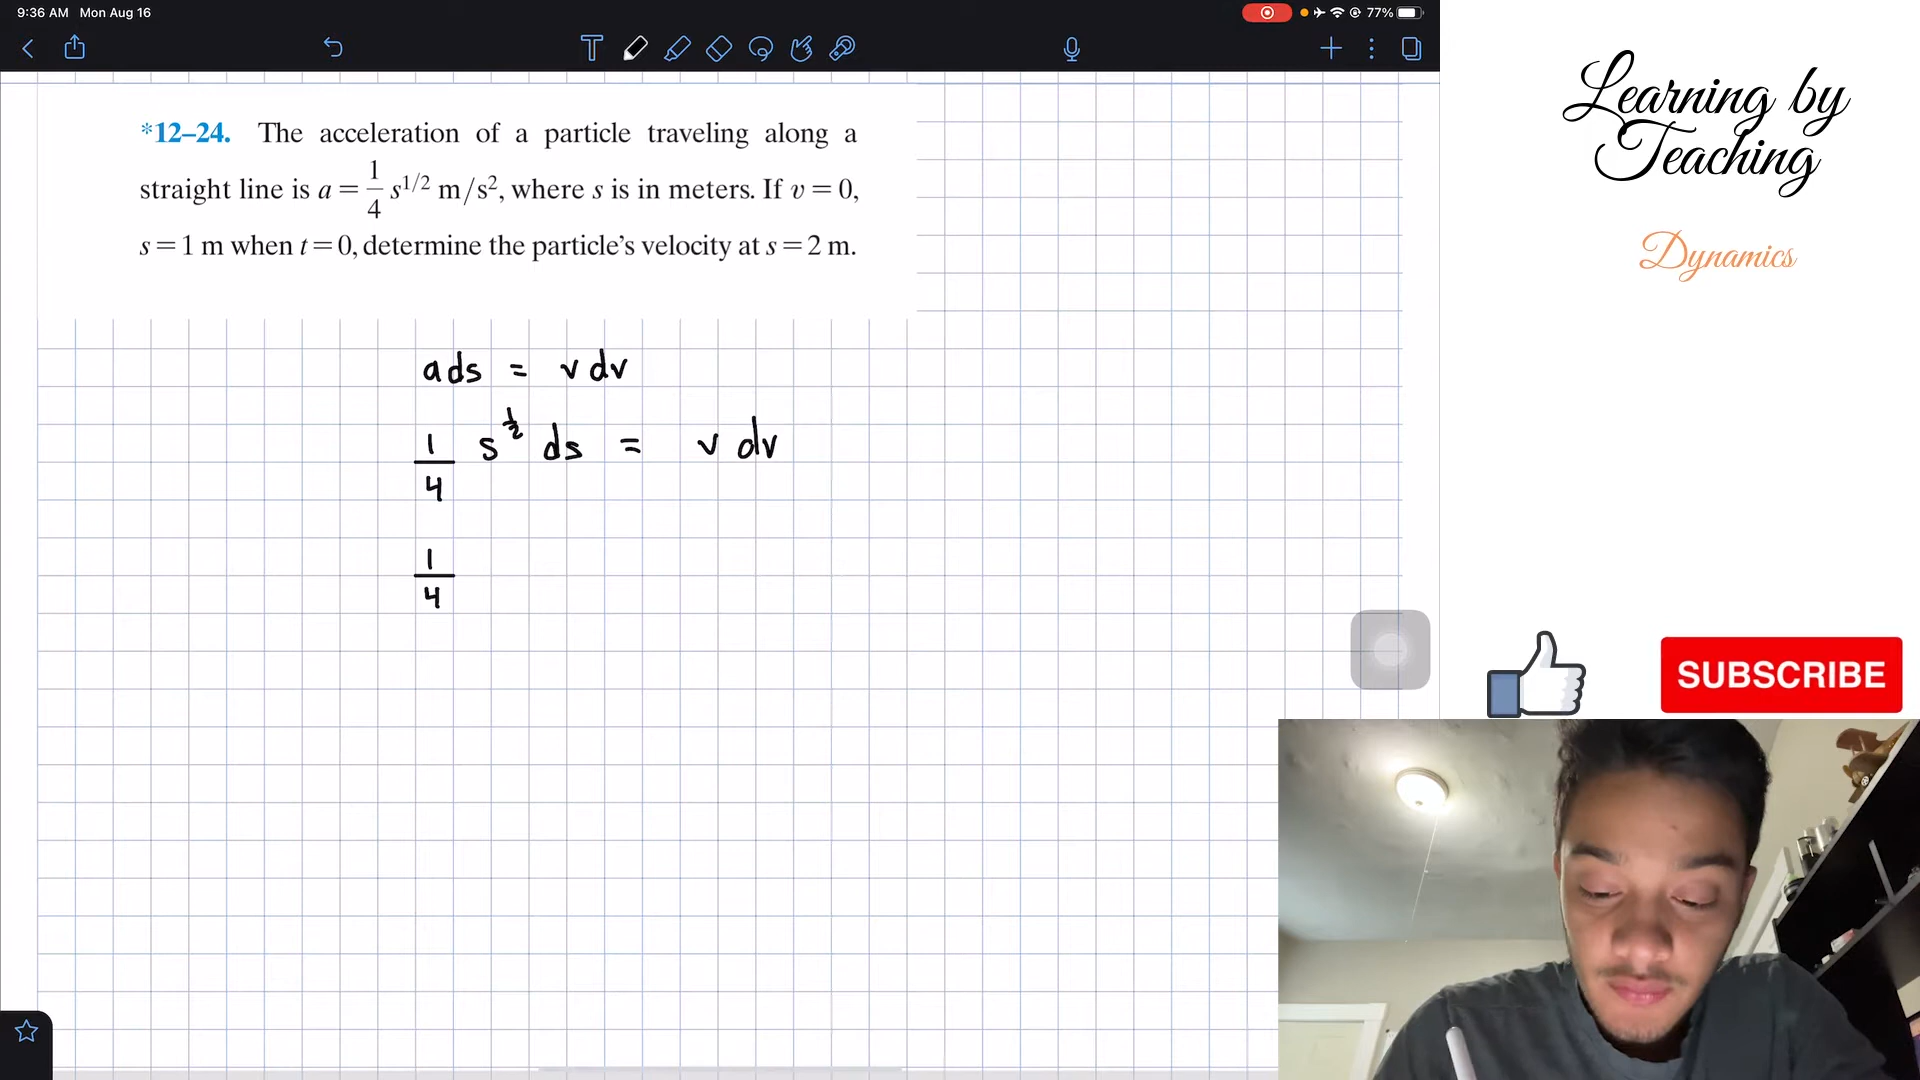 9:36 AM Mon Aug 16
77%
*12–24. The acceleration of a particle traveling along a
straight line is a = 1/4 s^1/2 m/s², where s is in meters. If v = 0,
s = 1 m when t = 0, determine the particle's velocity at s = 2 m.
a ds = v dv
1/4 s^1/2 ds = v dv
1/4
Learning by
Teaching
Dynamics
SUBSCRIBE